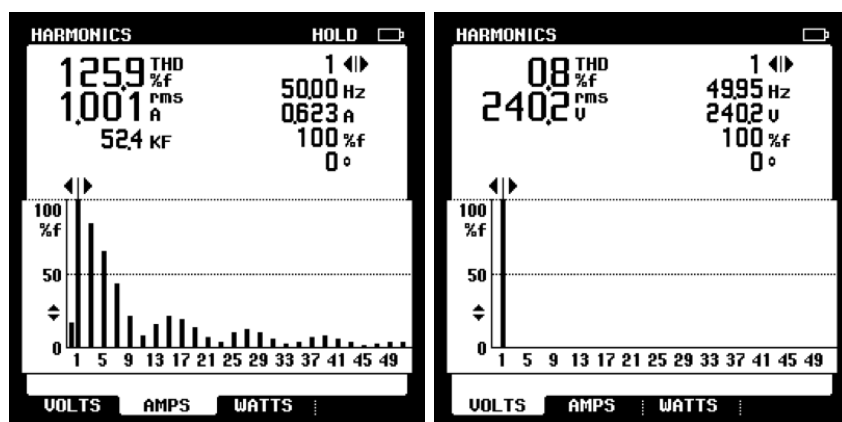 HARMONICS HOLD
125.9 THD %f
1.001 rms A
52.4 KF
1
50.00 Hz
0.623 A
100 %f
0 °
100
%f
50
0
1 5 9 13 17 21 25 29 33 37 41 45 49
VOLTS AMPS WATTS
HARMONICS
0.8 THD %f
240.2 rms V
1
49.95 Hz
240.2 V
100 %f
0 °
100
%f
50
0
1 5 9 13 17 21 25 29 33 37 41 45 49
VOLTS AMPS WATTS